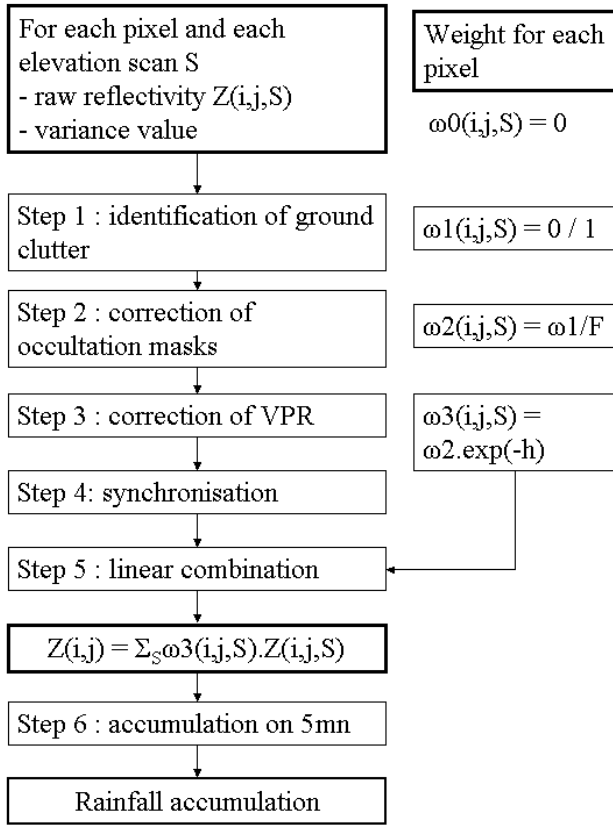 For each pixel and each
elevation scan S
- raw reflectivity Z(i,j,S)
- variance value
Weight for each
pixel
ω0(i,j,S) = 0
Step 1 : identification of ground
clutter
ω1(i,j,S) = 0 / 1
Step 2 : correction of
occultation masks
ω2(i,j,S) = ω1/F
Step 3 : correction of VPR
ω3(i,j,S) =
ω2.exp(-h)
Step 4: synchronisation
Step 5 : linear combination
Z(i,j) = Σₛω3(i,j,S).Z(i,j,S)
Step 6 : accumulation on 5mn
Rainfall accumulation